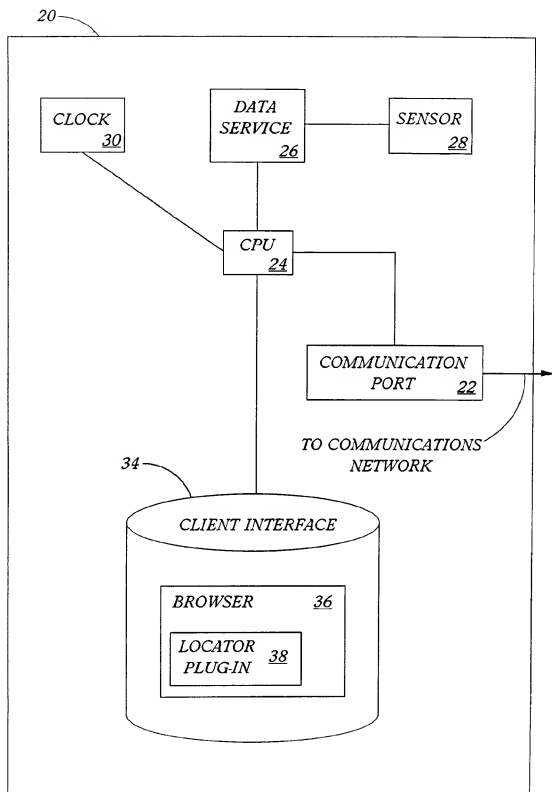 20
CLOCK
30
DATA
SERVICE
26
SENSOR
28
CPU
24
COMMUNICATION
PORT
22
TO COMMUNICATIONS
NETWORK
34
CLIENT INTERFACE
BROWSER 36
LOCATOR
PLUG-IN
38